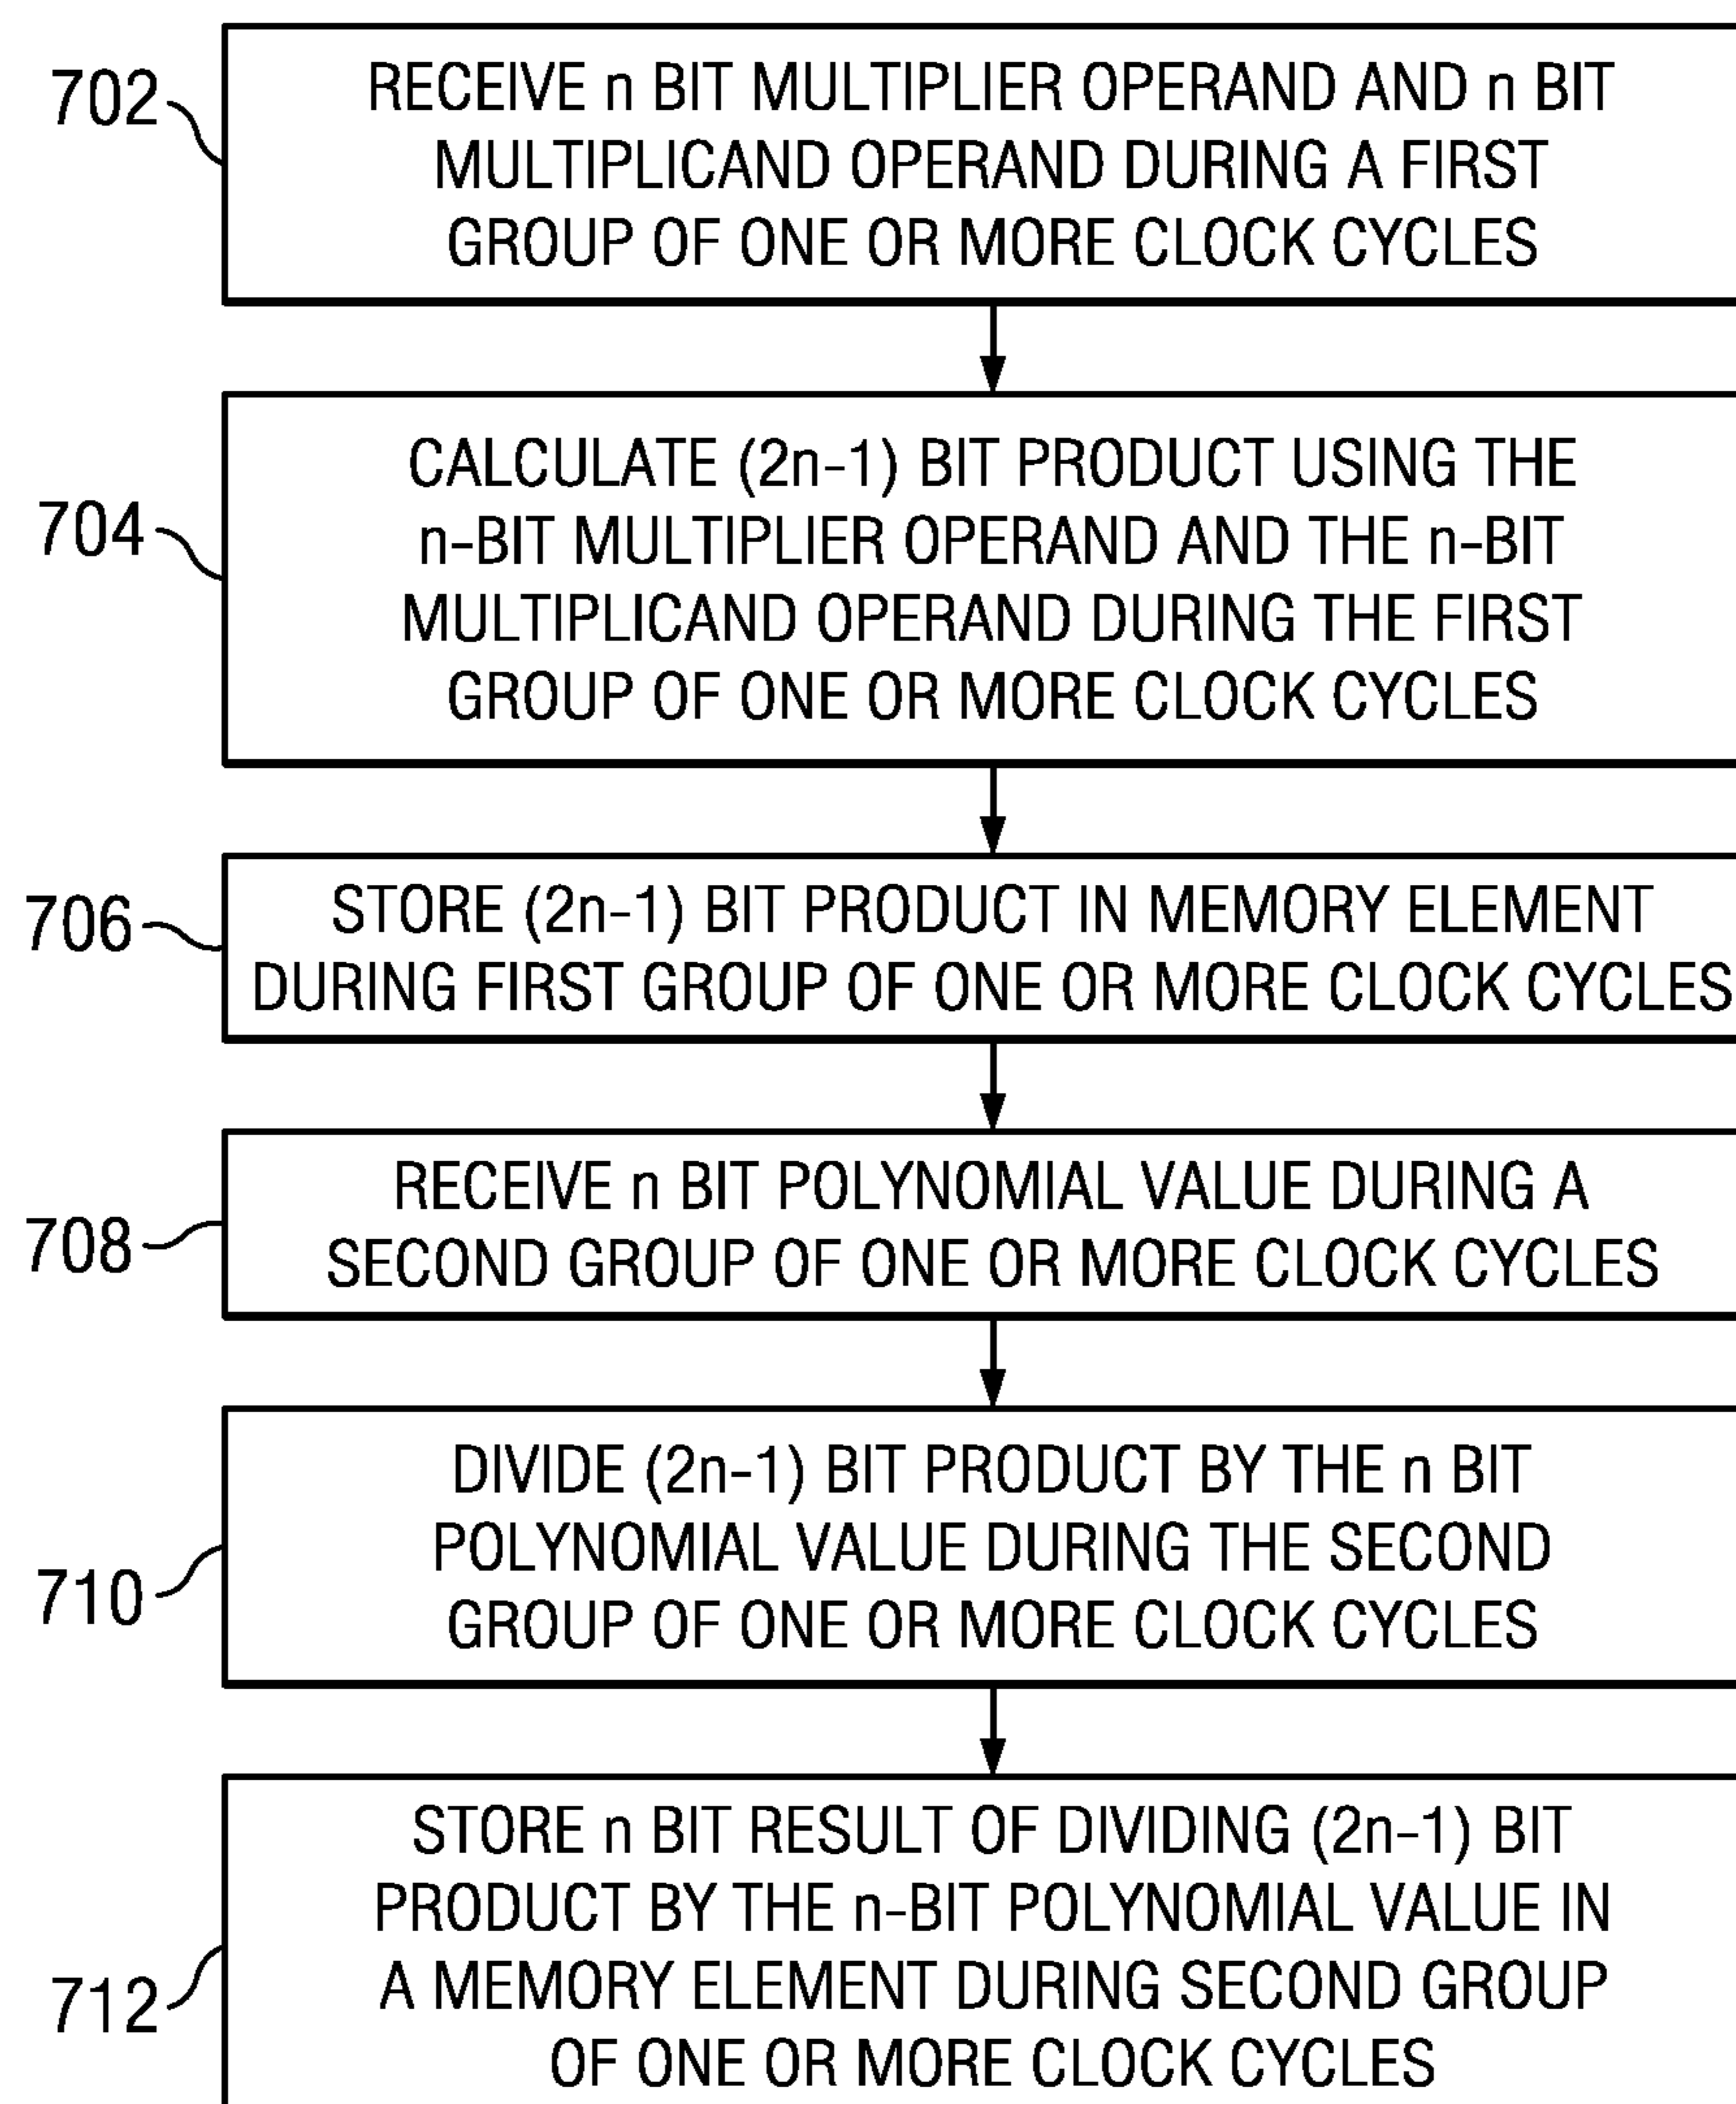 702
RECEIVE n BIT MULTIPLIER OPERAND AND n BIT
MULTIPLICAND OPERAND DURING A FIRST
GROUP OF ONE OR MORE CLOCK CYCLES
704
CALCULATE (2n-1) BIT PRODUCT USING THE
n-BIT MULTIPLIER OPERAND AND THE n-BIT
MULTIPLICAND OPERAND DURING THE FIRST
GROUP OF ONE OR MORE CLOCK CYCLES
706
STORE (2n-1) BIT PRODUCT IN MEMORY ELEMENT
DURING FIRST GROUP OF ONE OR MORE CLOCK CYCLES
708
RECEIVE n BIT POLYNOMIAL VALUE DURING A
SECOND GROUP OF ONE OR MORE CLOCK CYCLES
710
DIVIDE (2n-1) BIT PRODUCT BY THE n BIT
POLYNOMIAL VALUE DURING THE SECOND
GROUP OF ONE OR MORE CLOCK CYCLES
712
STORE n BIT RESULT OF DIVIDING (2n-1) BIT
PRODUCT BY THE n-BIT POLYNOMIAL VALUE IN
A MEMORY ELEMENT DURING SECOND GROUP
OF ONE OR MORE CLOCK CYCLES